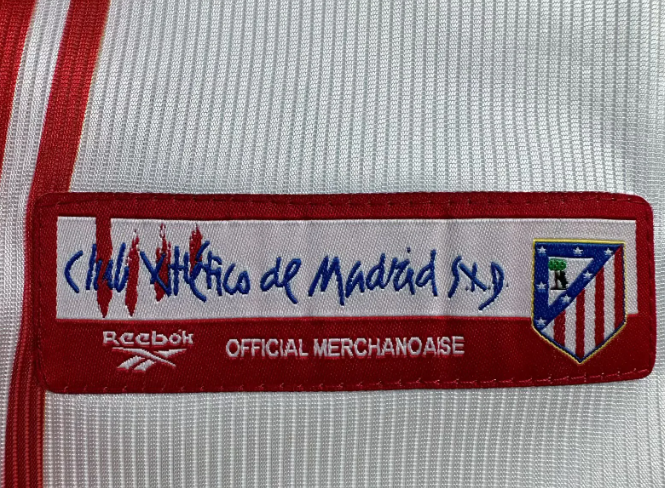 Club Atlético de Madrid S.A.D.
Reebok
OFFICIAL MERCHANOAISE